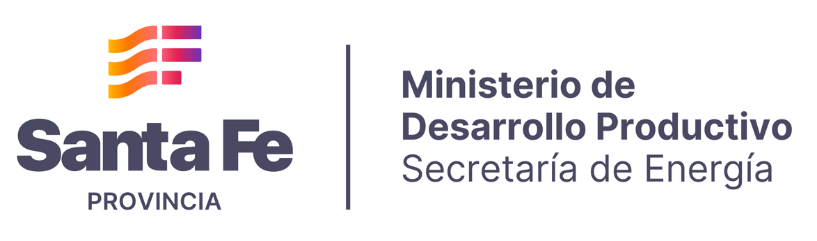 Santa Fe
PROVINCIA
Ministerio de
Desarrollo Productivo
Secretaría de Energía